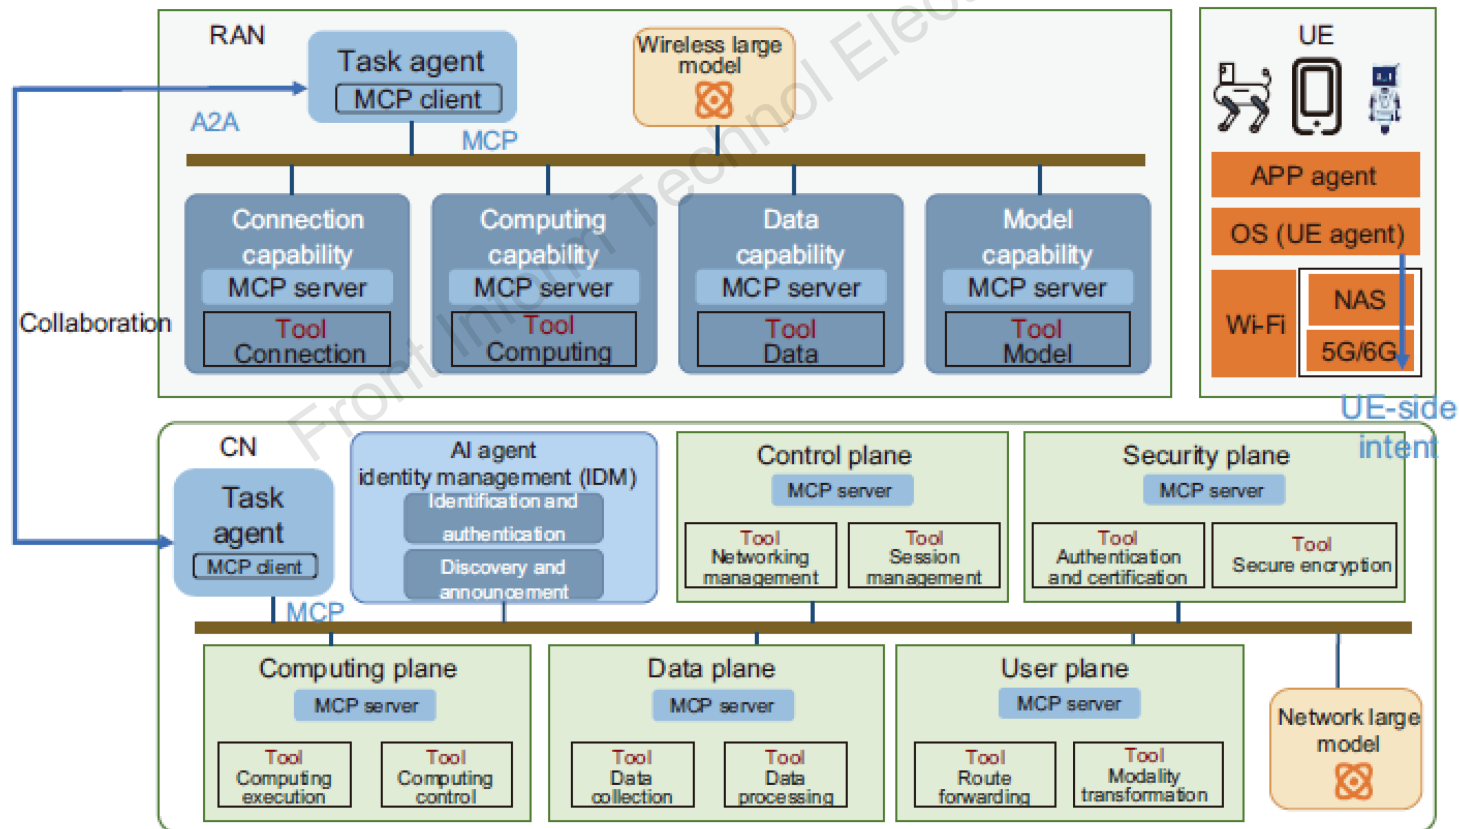 RAN
Task agent
MCP client
A2A
MCP
Wireless large
model
Connection
capability
MCP server
Tool
Connection
Computing
capability
MCP server
Tool
Computing
Data
capability
MCP server
Tool
Data
Model
capability
MCP server
Tool
Model
UE
APP agent
OS (UE agent)
Wi-Fi
NAS
5G/6G
UE-side
intent
Collaboration
CN
Task
agent
MCP client
MCP
AI agent
identity management (IDM)
Identification and
authentication
Discovery and
announcement
Control plane
MCP server
Tool
Networking
management
Tool
Session
management
Security plane
MCP server
Tool
Authentication
and certification
Tool
Secure encryption
Computing plane
MCP server
Tool
Computing
execution
Tool
Computing
control
Data plane
MCP server
Tool
Data
collection
Tool
Data
processing
User plane
MCP server
Tool
Route
forwarding
Tool
Modality
transformation
Network large
model
Front Inform Technol Elec